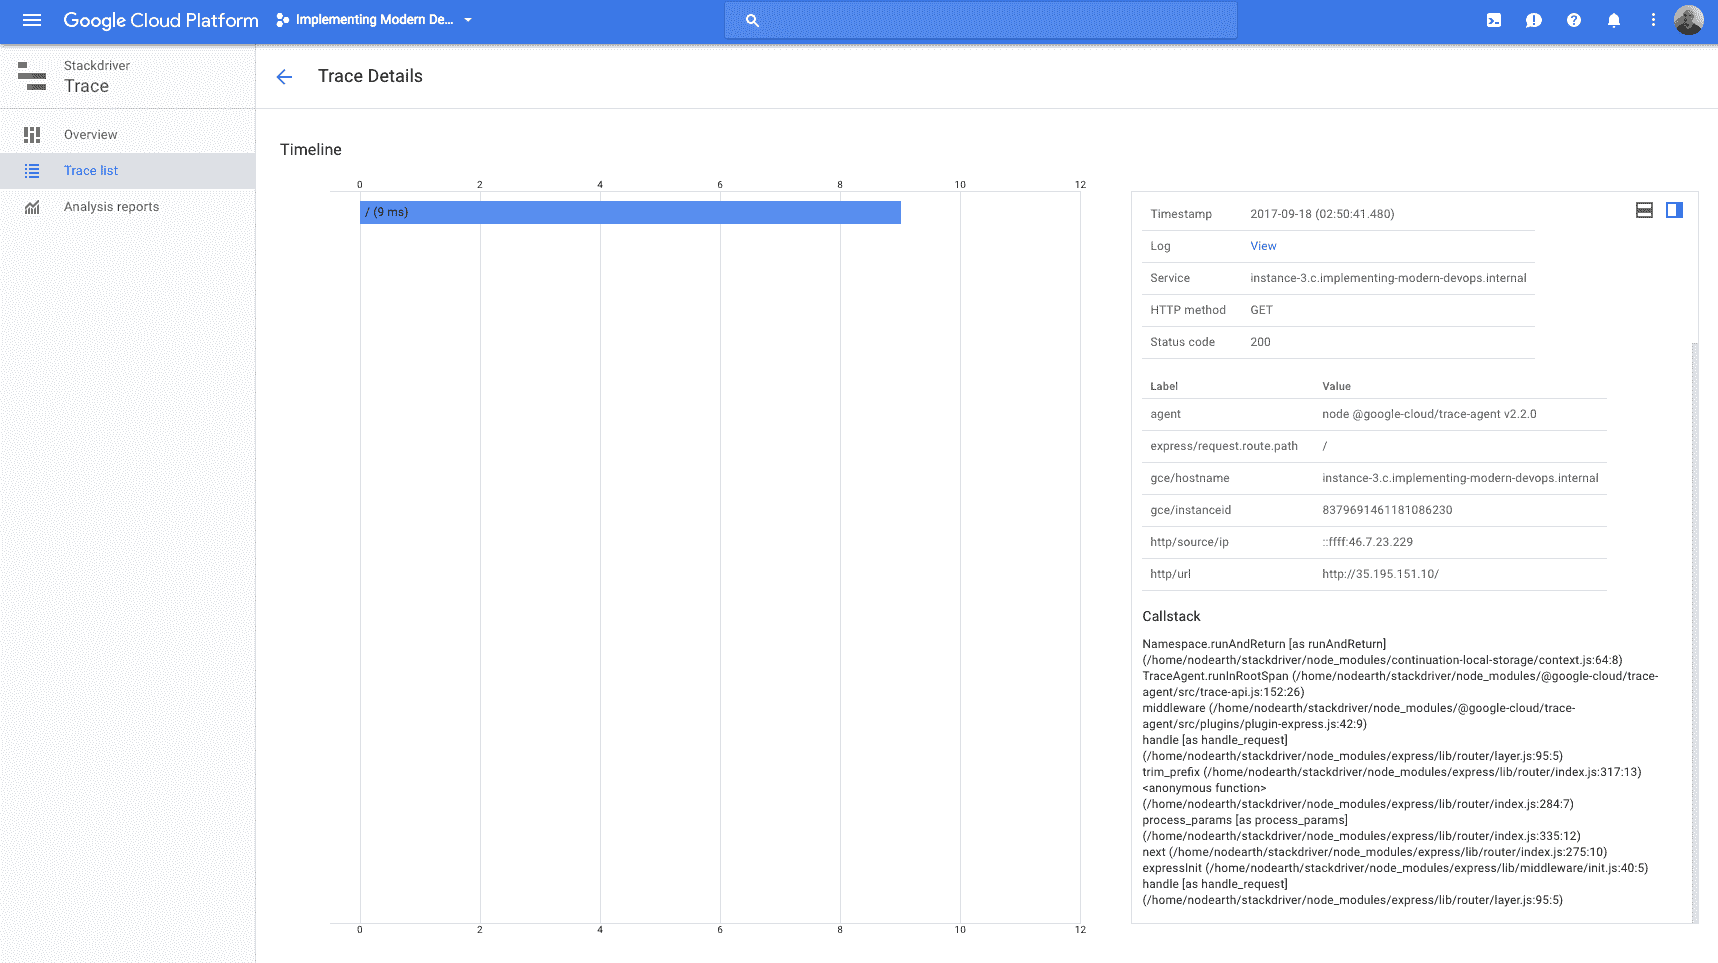 Google Cloud Platform
Implementing Modern De...
Stackdriver
Trace
Overview
Trace list
Analysis reports
Trace Details
Timeline
0 2 4 6 8 10 12
/ (9 ms)
0 2 4 6 8 10 12
Timestamp 2017-09-18 (02:50:41.480)
Log View
Service instance-3.c.implementing-modern-devops.internal
HTTP method GET
Status code 200
Label Value
agent node @google-cloud/trace-agent v2.2.0
express/request.route.path /
gce/hostname instance-3.c.implementing-modern-devops.internal
gce/instanceid 8379691461181086230
http/source/ip ::ffff:46.7.23.229
http/url http://35.195.151.10/
Callstack
Namespace.runAndReturn [as runAndReturn]
(/home/nodearth/stackdriver/node_modules/continuation-local-storage/context.js:64:8)
TraceAgent.runInRootSpan (/home/nodearth/stackdriver/node_modules/@google-cloud/trace-
agent/src/trace-api.js:152:26)
middleware (/home/nodearth/stackdriver/node_modules/@google-cloud/trace-
agent/src/plugins/plugin-express.js:42:9)
handle [as handle_request]
(/home/nodearth/stackdriver/node_modules/express/lib/router/layer.js:95:5)
trim_prefix (/home/nodearth/stackdriver/node_modules/express/lib/router/index.js:317:13)
<anonymous function>
(/home/nodearth/stackdriver/node_modules/express/lib/router/index.js:284:7)
process_params [as process_params]
(/home/nodearth/stackdriver/node_modules/express/lib/router/index.js:335:12)
next (/home/nodearth/stackdriver/node_modules/express/lib/router/index.js:275:10)
expressInit (/home/nodearth/stackdriver/node_modules/express/lib/middleware/init.js:40:5)
handle [as handle_request]
(/home/nodearth/stackdriver/node_modules/express/lib/router/layer.js:95:5)